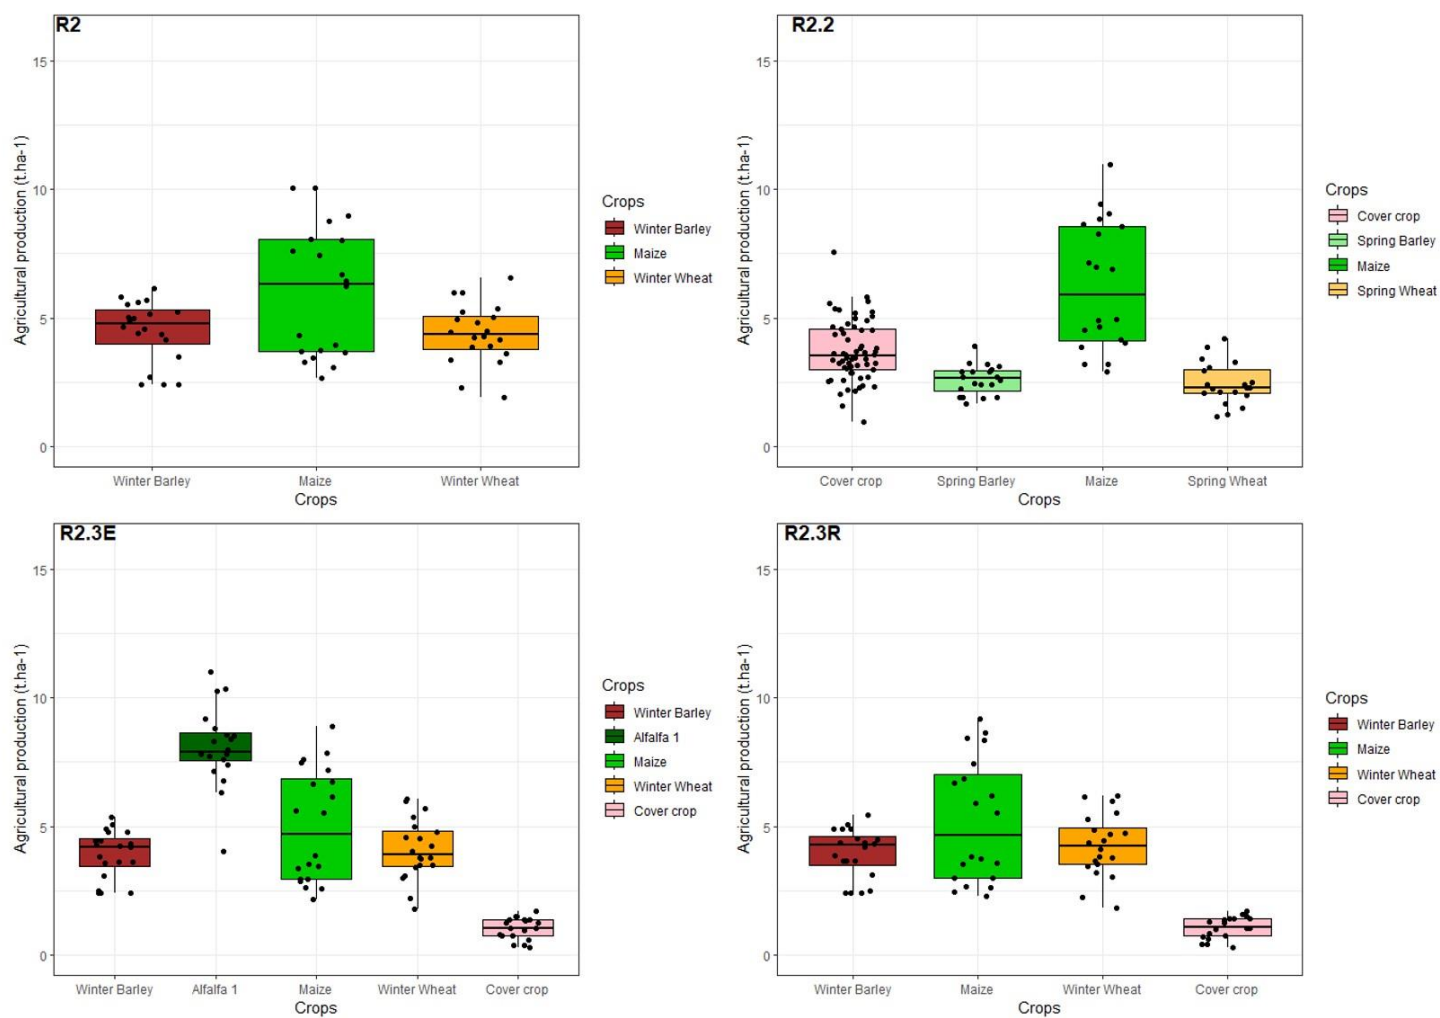 R2
Agricultural production (t.ha-1)
15
10
5
0
Winter Barley Maize Winter Wheat
Crops
Crops
Winter Barley
Maize
Winter Wheat
R2.2
Agricultural production (t.ha-1)
15
10
5
0
Cover crop Spring Barley Maize Spring Wheat
Crops
Crops
Cover crop
Spring Barley
Maize
Spring Wheat
R2.3E
Agricultural production (t.ha-1)
15
10
5
0
Winter Barley Alfalfa 1 Maize Winter Wheat Cover crop
Crops
Crops
Winter Barley
Alfalfa 1
Maize
Winter Wheat
Cover crop
R2.3R
Agricultural production (t.ha-1)
15
10
5
0
Winter Barley Maize Winter Wheat Cover crop
Crops
Crops
Winter Barley
Maize
Winter Wheat
Cover crop